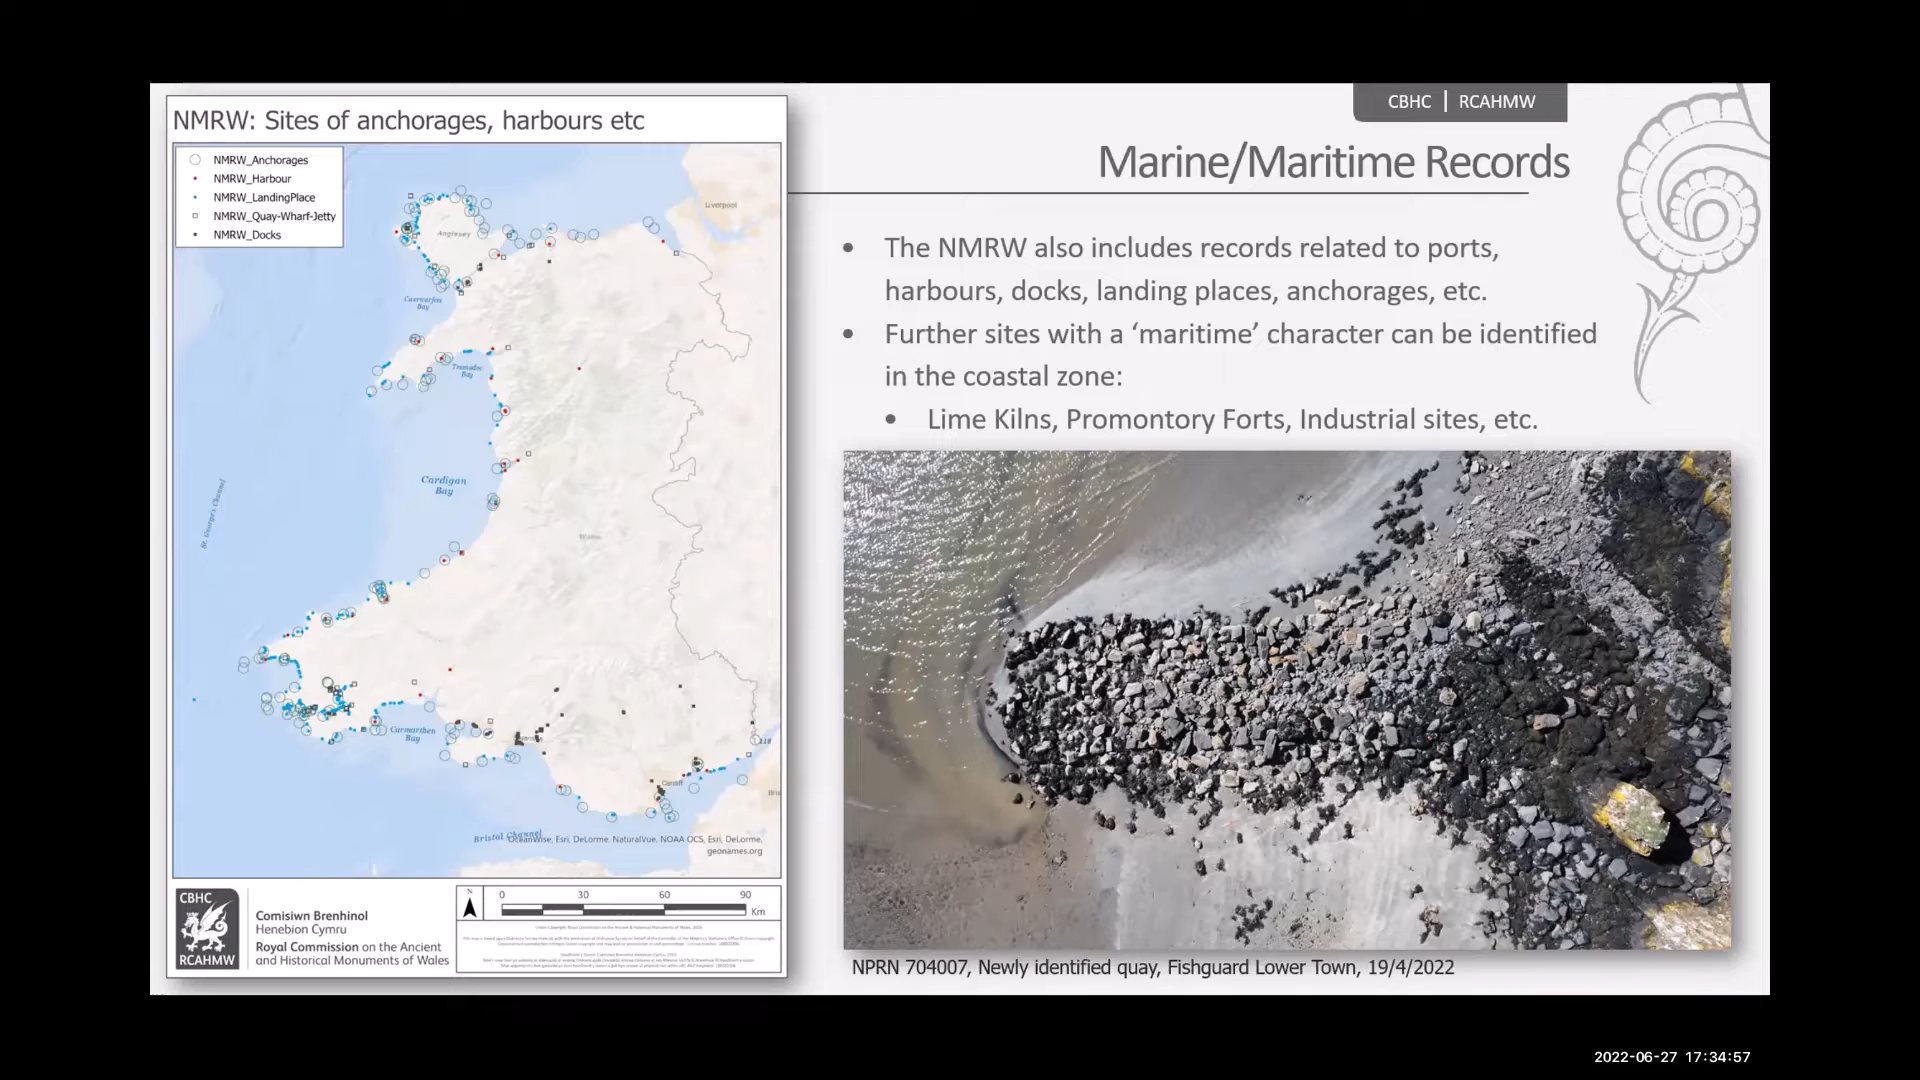 NMRW: Sites of anchorages, harbours etc
NMRW_Anchorages
NMRW_Harbour
NMRW_LandingPlace
NMRW_Quay-Wharf-Jetty
NMRW_Docks
Liverpool
Anglesey
Caernarfon
Bay
Tremadoc
Bay
Cardigan
Bay
St. George's Channel
Wales
Carmarthen
Bay
Cardiff
Bristol Channel
OceanWise, Esri, DeLorme, NaturalVue, NOAA OCS, Esri, DeLorme,
geonames.org
CBHC
RCAHMW
Comisiwn Brenhinol
Henebion Cymru
Royal Commission on the Ancient
and Historical Monuments of Wales
N
0 30 60 90
Km
CBHC | RCAHMW
Marine/Maritime Records
• The NMRW also includes records related to ports,
harbours, docks, landing places, anchorages, etc.
• Further sites with a ‘maritime’ character can be identified
in the coastal zone:
• Lime Kilns, Promontory Forts, Industrial sites, etc.
NPRN 704007, Newly identified quay, Fishguard Lower Town, 19/4/2022
2022-06-27 17:34:57